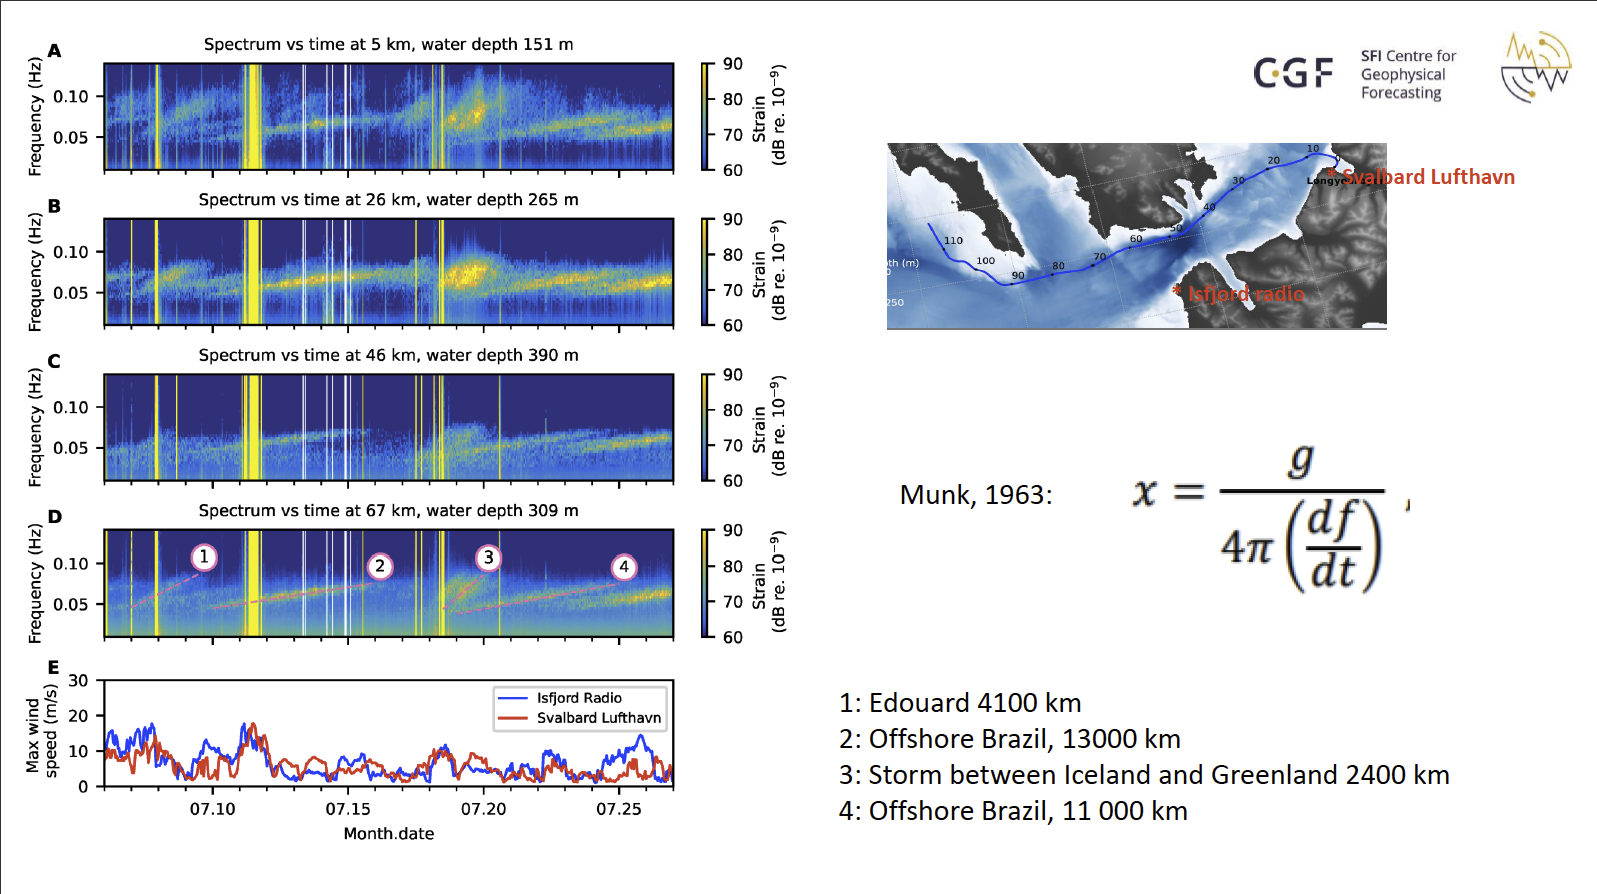 A
Spectrum vs time at 5 km, water depth 151 m
Frequency (Hz)
0.10
0.05
90
80
70
60
Strain
(dB re. 10⁻⁹)
B
Spectrum vs time at 26 km, water depth 265 m
Frequency (Hz)
0.10
0.05
90
80
70
60
Strain
(dB re. 10⁻⁹)
C
Spectrum vs time at 46 km, water depth 390 m
Frequency (Hz)
0.10
0.05
90
80
70
60
Strain
(dB re. 10⁻⁹)
D
Spectrum vs time at 67 km, water depth 309 m
Frequency (Hz)
0.10
0.05
1
2
3
4
90
80
70
60
Strain
(dB re. 10⁻⁹)
E
Max wind
speed (m/s)
30
20
10
0
Isfjord Radio
Svalbard Lufthavn
07.10
07.15
07.20
07.25
Month.date
CGF
SFI Centre for
Geophysical
Forecasting
10
0
20
30
40
50
60
70
80
90
100
110
Longye
* Svalbard Lufthavn
* Isfjord radio
th (m)
0
250
Munk, 1963:
x = g / 4π(df/dt) ,
1: Edouard 4100 km
2: Offshore Brazil, 13000 km
3: Storm between Iceland and Greenland 2400 km
4: Offshore Brazil, 11 000 km